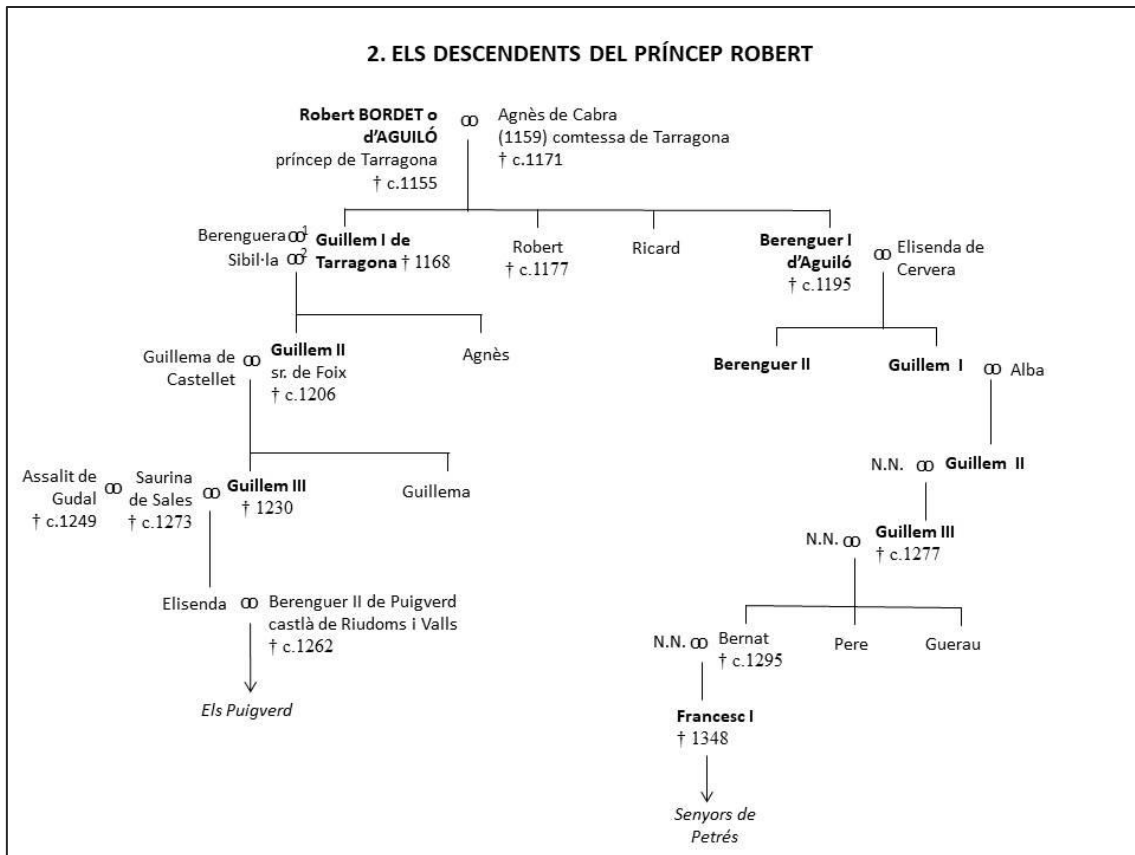 2. ELS DESCENDENTS DEL PRÍNCEP ROBERT
Robert BORDET o
d'AGUILÓ
príncep de Tarragona
† c.1155
ꝏ
Agnès de Cabra
(1159) comtessa de Tarragona
† c.1171
Berenguera ꝏ1
Sibil·la ꝏ2
Guillem I de
Tarragona † 1168
Robert
† c.1177
Ricard
Berenguer I
d'Aguiló
† c.1195
ꝏ
Elisenda de
Cervera
Guillema de
Castellet
ꝏ
Guillem II
sr. de Foix
† c.1206
Agnès
Berenguer II
Guillem I
ꝏ Alba
Assalit de
Gudal
† c.1249
ꝏ
Saurina
de Sales
† c.1273
ꝏ
Guillem III
† 1230
Guillema
N.N. ꝏ Guillem II
N.N. ꝏ Guillem III
† c.1277
Elisenda ꝏ Berenguer II de Puigverd
castlà de Riudoms i Valls
† c.1262
N.N. ꝏ Bernat
† c.1295
Pere
Guerau
Els Puigverd
Francesc I
† 1348
Senyors de
Petrés